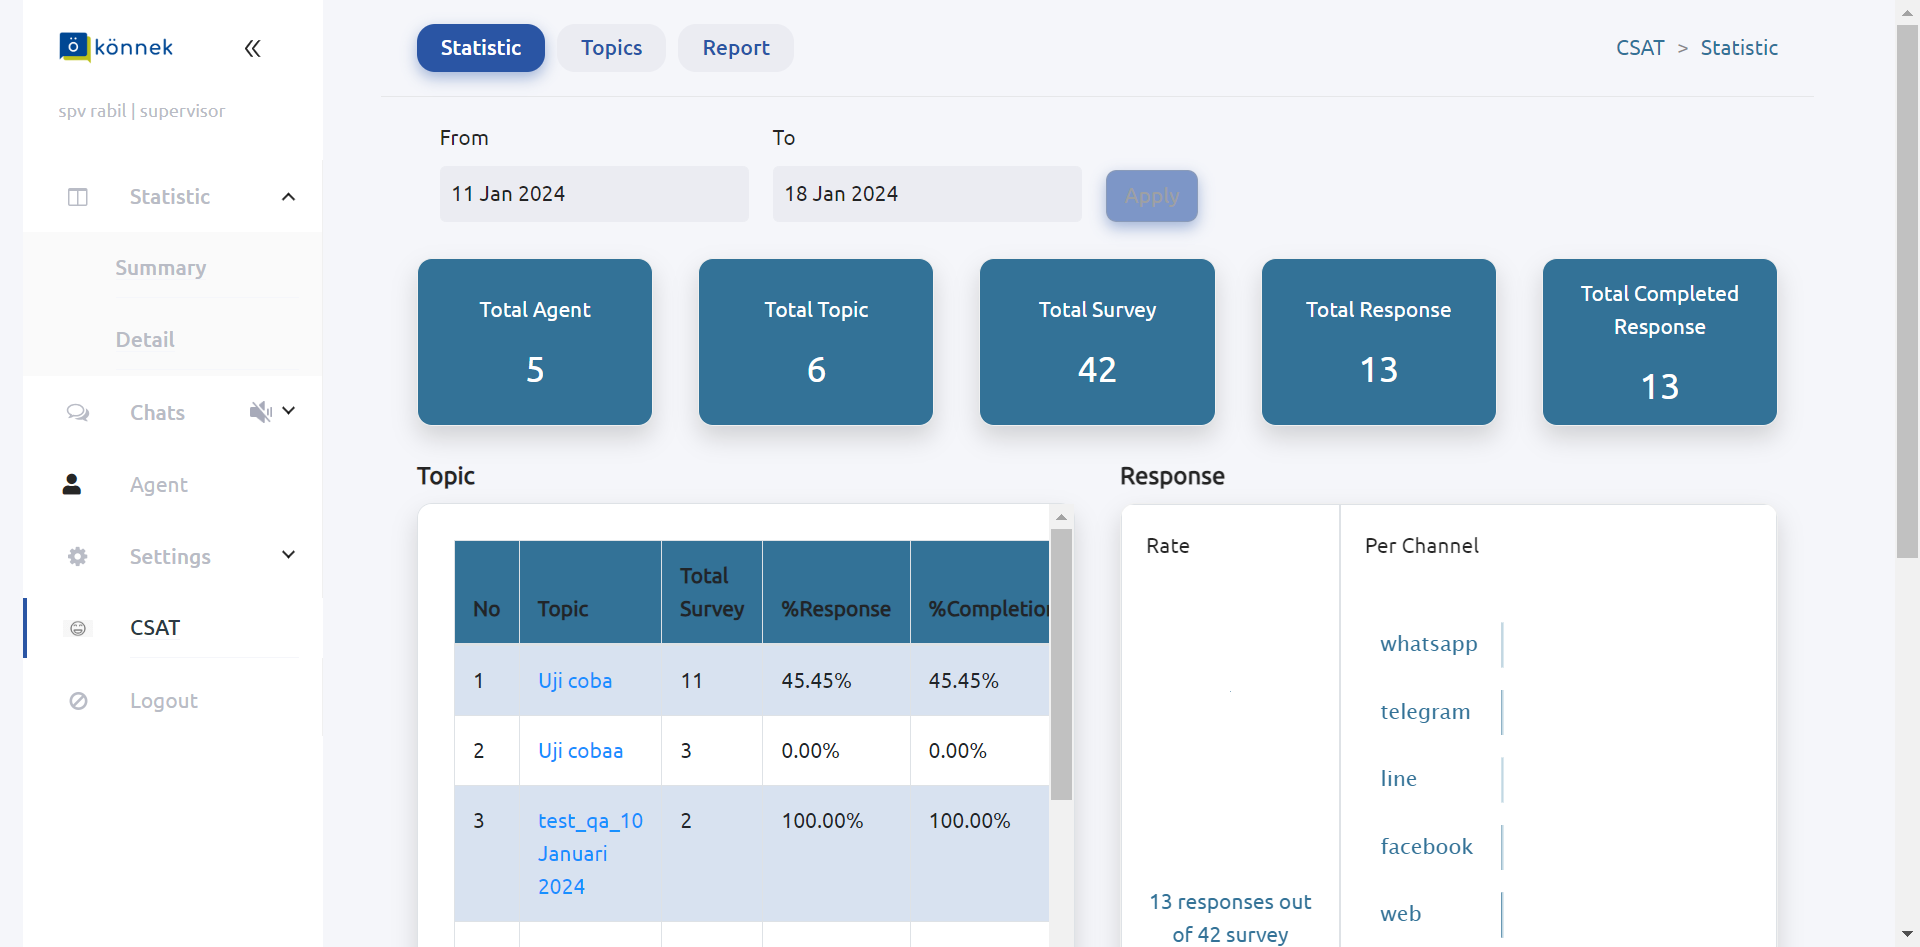 ö könnek
spv rabil | supervisor
Statistic
Summary
Detail
Chats
Agent
Settings
CSAT
Logout
Statistic
Topics
Report
CSAT > Statistic
From
To
11 Jan 2024
18 Jan 2024
Apply
Total Agent
5
Total Topic
6
Total Survey
42
Total Response
13
Total Completed
Response
13
Topic
No Topic Total Survey %Response %Completion
1 Uji coba 11 45.45% 45.45%
2 Uji cobaa 3 0.00% 0.00%
3 test_qa_10 2 100.00% 100.00%
Januari
2024
Response
Rate
13 responses out
of 42 survey
Per Channel
whatsapp
telegram
line
facebook
web